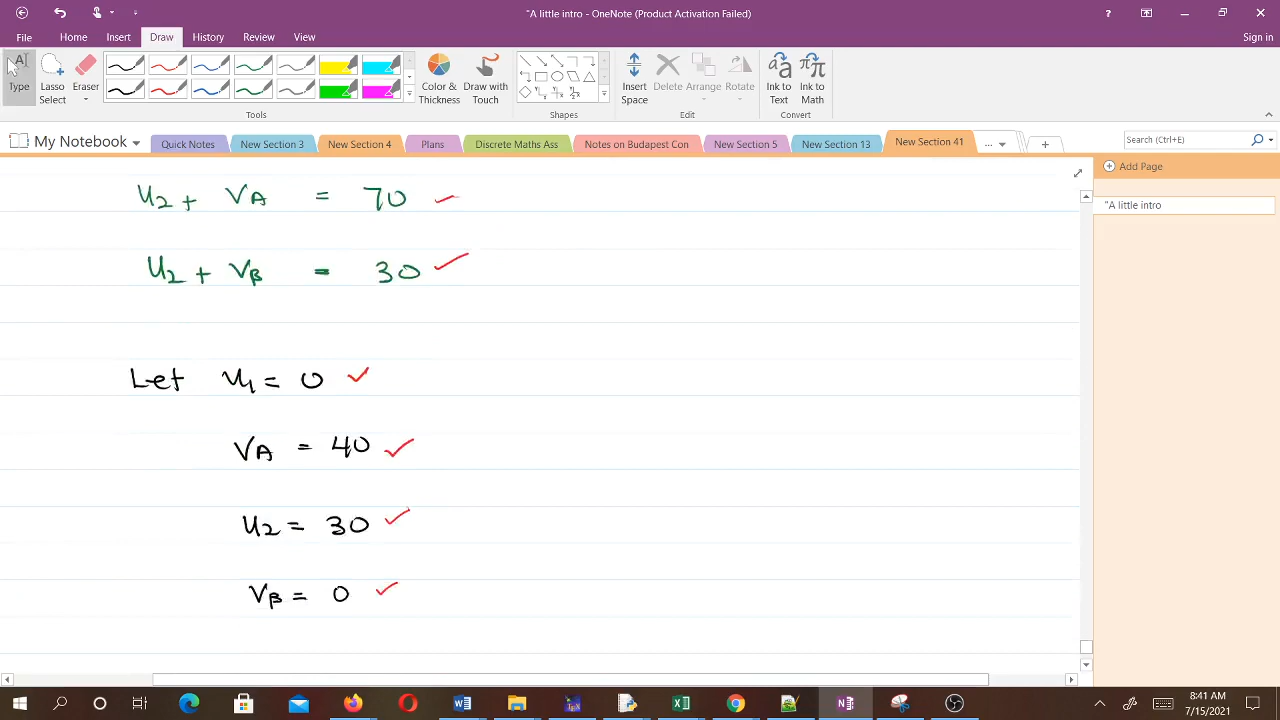 "A little intro - OneNote (Product Activation Failed)
File Home Insert Draw History Review View Sign in
Type Lasso Select Eraser Color & Thickness Draw with Touch Insert Space Delete Arrange Rotate Ink to Text Ink to Math
Tools Shapes Edit Convert
My Notebook Quick Notes New Section 3 New Section 4 Plans Discrete Maths Ass Notes on Budapest Con New Section 5 New Section 13 New Section 41 ... Search (Ctrl+E)
Add Page
"A little intro
U2 + VA = 70
U2 + VB = 30
Let U1 = 0
VA = 40
U2 = 30
VB = 0
8:41 AM
7/15/2021